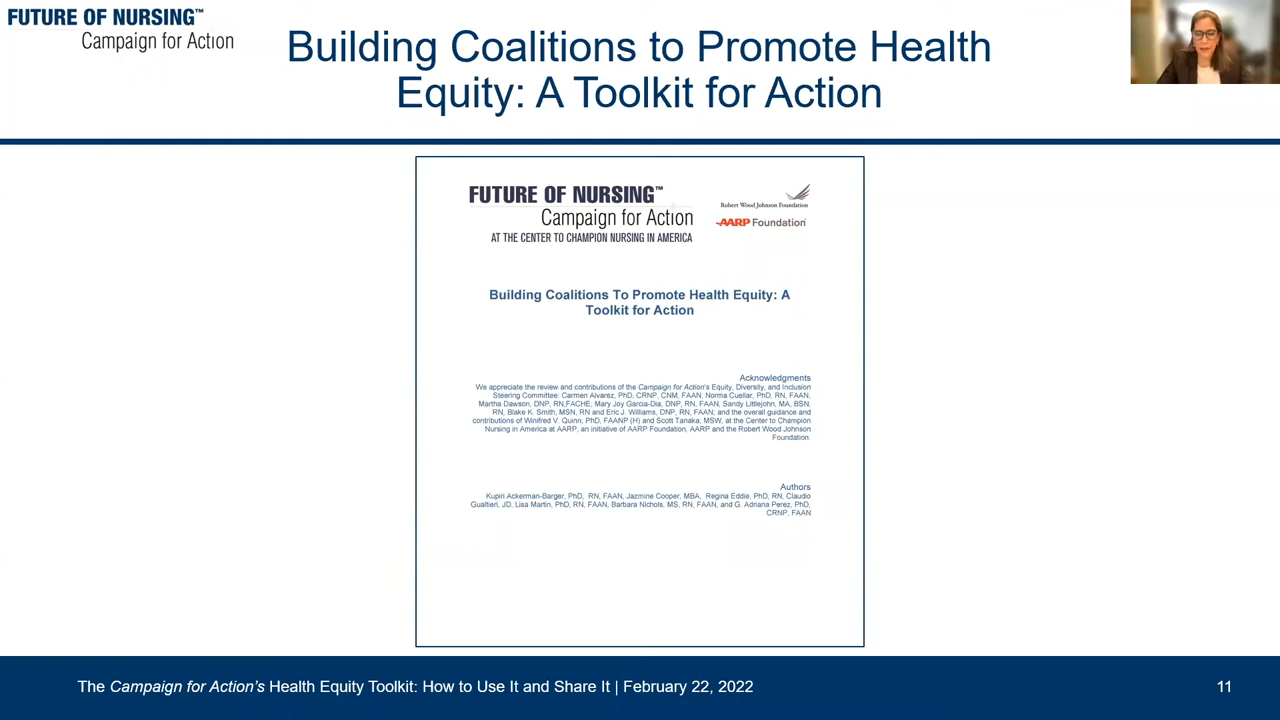 FUTURE OF NURSING™
Campaign for Action
Building Coalitions to Promote Health
Equity: A Toolkit for Action
FUTURE OF NURSING™
Campaign for Action
AT THE CENTER TO CHAMPION NURSING IN AMERICA
Robert Wood Johnson Foundation
AARP Foundation
Building Coalitions To Promote Health Equity: A
Toolkit for Action
Acknowledgments
We appreciate the review and contributions of the Campaign for Action's Equity, Diversity, and Inclusion
Steering Committee: Carmen Alvarez, PhD, CRNP, CNM, FAAN, Norma Cuellar, PhD, RN, FAAN,
Martha Dawson, DNP, RN,FACHE, Mary Joy Garcia-Dia, DNP, RN, FAAN, Sandy Littlejohn, MA, BSN,
RN, Blake K. Smith, MSN, RN and Eric J. Williams, DNP, RN, FAAN; and the overall guidance and
contributions of Winifred V. Quinn, PhD, FAANP (H) and Scott Tanaka, MSW, at the Center to Champion
Nursing in America at AARP, an initiative of AARP Foundation, AARP and the Robert Wood Johnson
Foundation.
Authors
Kupiri Ackerman-Barger, PhD, RN, FAAN, Jazmine Cooper, MBA, Regina Eddie, PhD, RN, Claudio
Gualtieri, JD, Lisa Martin, PhD, RN, FAAN, Barbara Nichols, MS, RN, FAAN, and G. Adriana Perez, PhD,
CRNP, FAAN
The Campaign for Action's Health Equity Toolkit: How to Use It and Share It | February 22, 2022
11